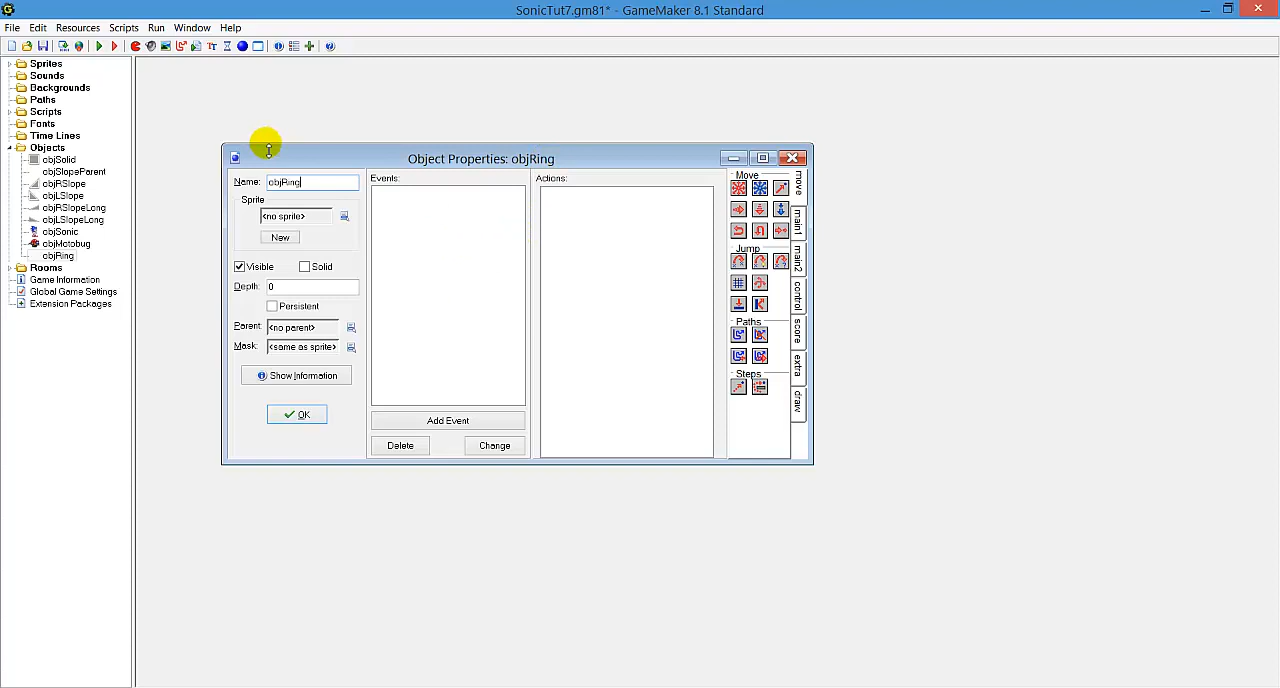 SonicTut7.gm81* - GameMaker 8.1 Standard
File Edit Resources Scripts Run Window Help
Sprites
Sounds
Backgrounds
Paths
Scripts
Fonts
Time Lines
Objects
objSolid
objSlopeParent
objRSlope
objLSlope
objRSlopeLong
objLSlopeLong
objSonic
objMotobug
objRing
Rooms
Game Information
Global Game Settings
Extension Packages
Object Properties: objRing
Name: objRing
Sprite
<no sprite>
New
Visible Solid
Depth: 0
Persistent
Parent: <no parent>
Mask: <same as sprite>
Show Information
OK
Events:
Add Event
Delete Change
Actions:
Move
Jump
Paths
Steps
move
main1
main2
control
score
extra
draw